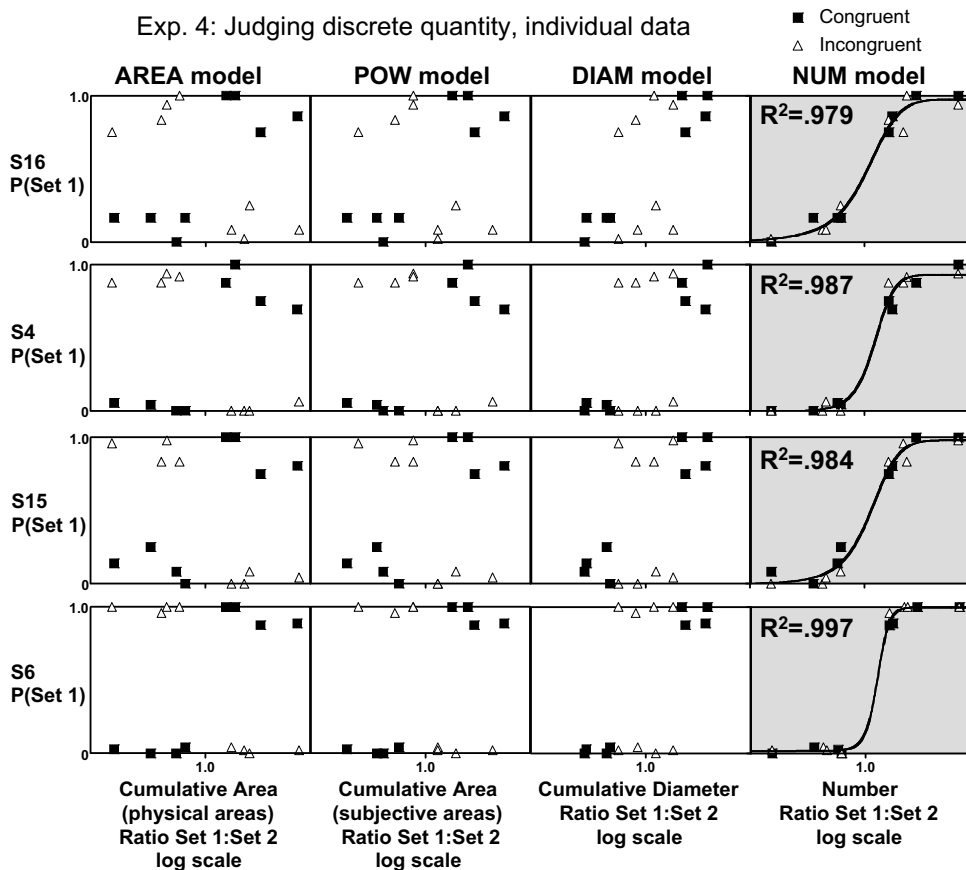 Exp. 4: Judging discrete quantity, individual data
Congruent
Incongruent
AREA model
POW model
DIAM model
NUM model
S16
P(Set 1)
1.0
0
R²=.979
S4
P(Set 1)
1.0
0
R²=.987
S15
P(Set 1)
1.0
0
R²=.984
S6
P(Set 1)
1.0
0
R²=.997
1.0
1.0
1.0
1.0
Cumulative Area
(physical areas)
Ratio Set 1:Set 2
log scale
Cumulative Area
(subjective areas)
Ratio Set 1:Set 2
log scale
Cumulative Diameter
Ratio Set 1:Set 2
log scale
Number
Ratio Set 1:Set 2
log scale